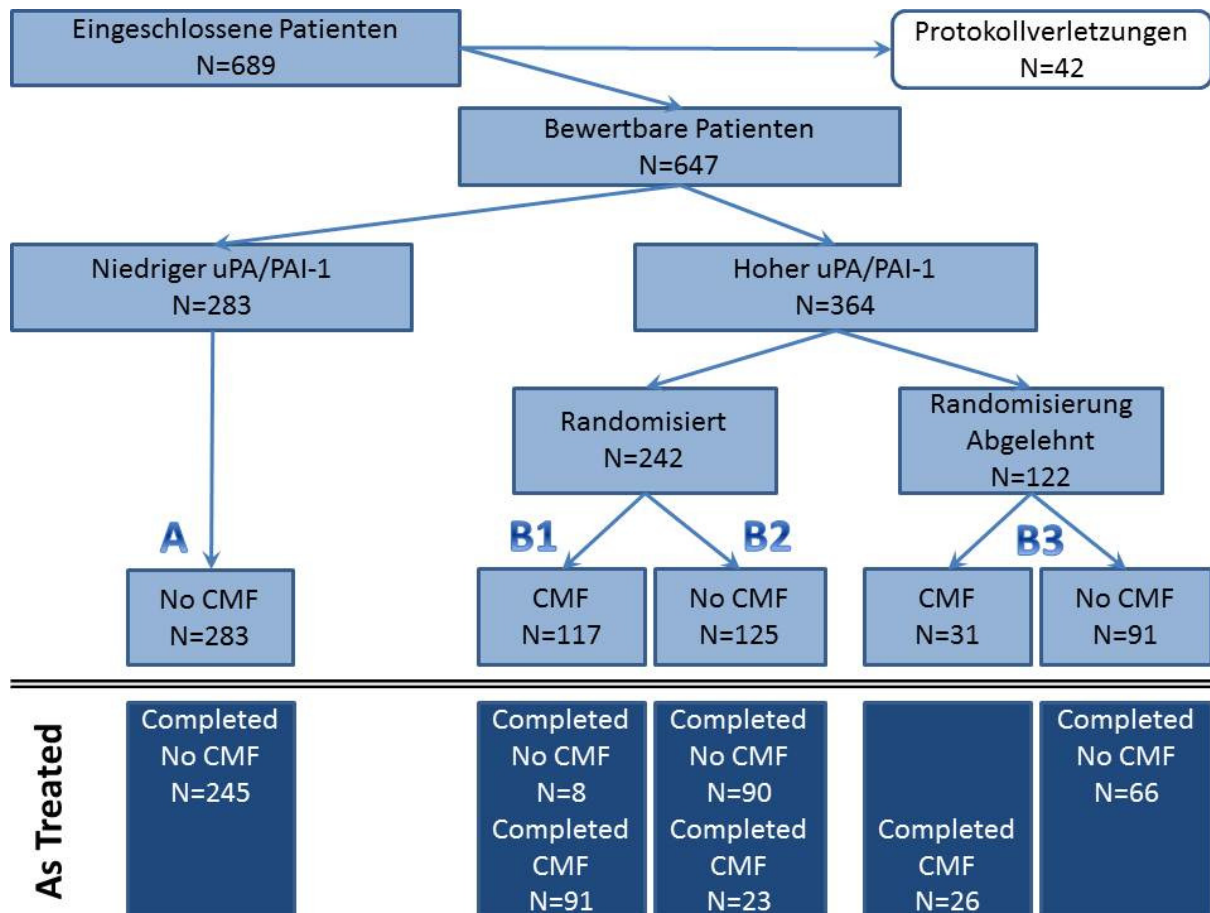 Eingeschlossene Patienten
N=689
Protokollverletzungen
N=42
Bewertbare Patienten
N=647
Niedriger uPA/PAI-1
N=283
Hoher uPA/PAI-1
N=364
Randomisiert
N=242
Randomisierung
Abgelehnt
N=122
A
B1
B2
B3
No CMF
N=283
CMF
N=117
No CMF
N=125
CMF
N=31
No CMF
N=91
As Treated
Completed
No CMF
N=245
Completed
No CMF
N=8
Completed
CMF
N=91
Completed
No CMF
N=90
Completed
CMF
N=23
Completed
CMF
N=26
Completed
No CMF
N=66